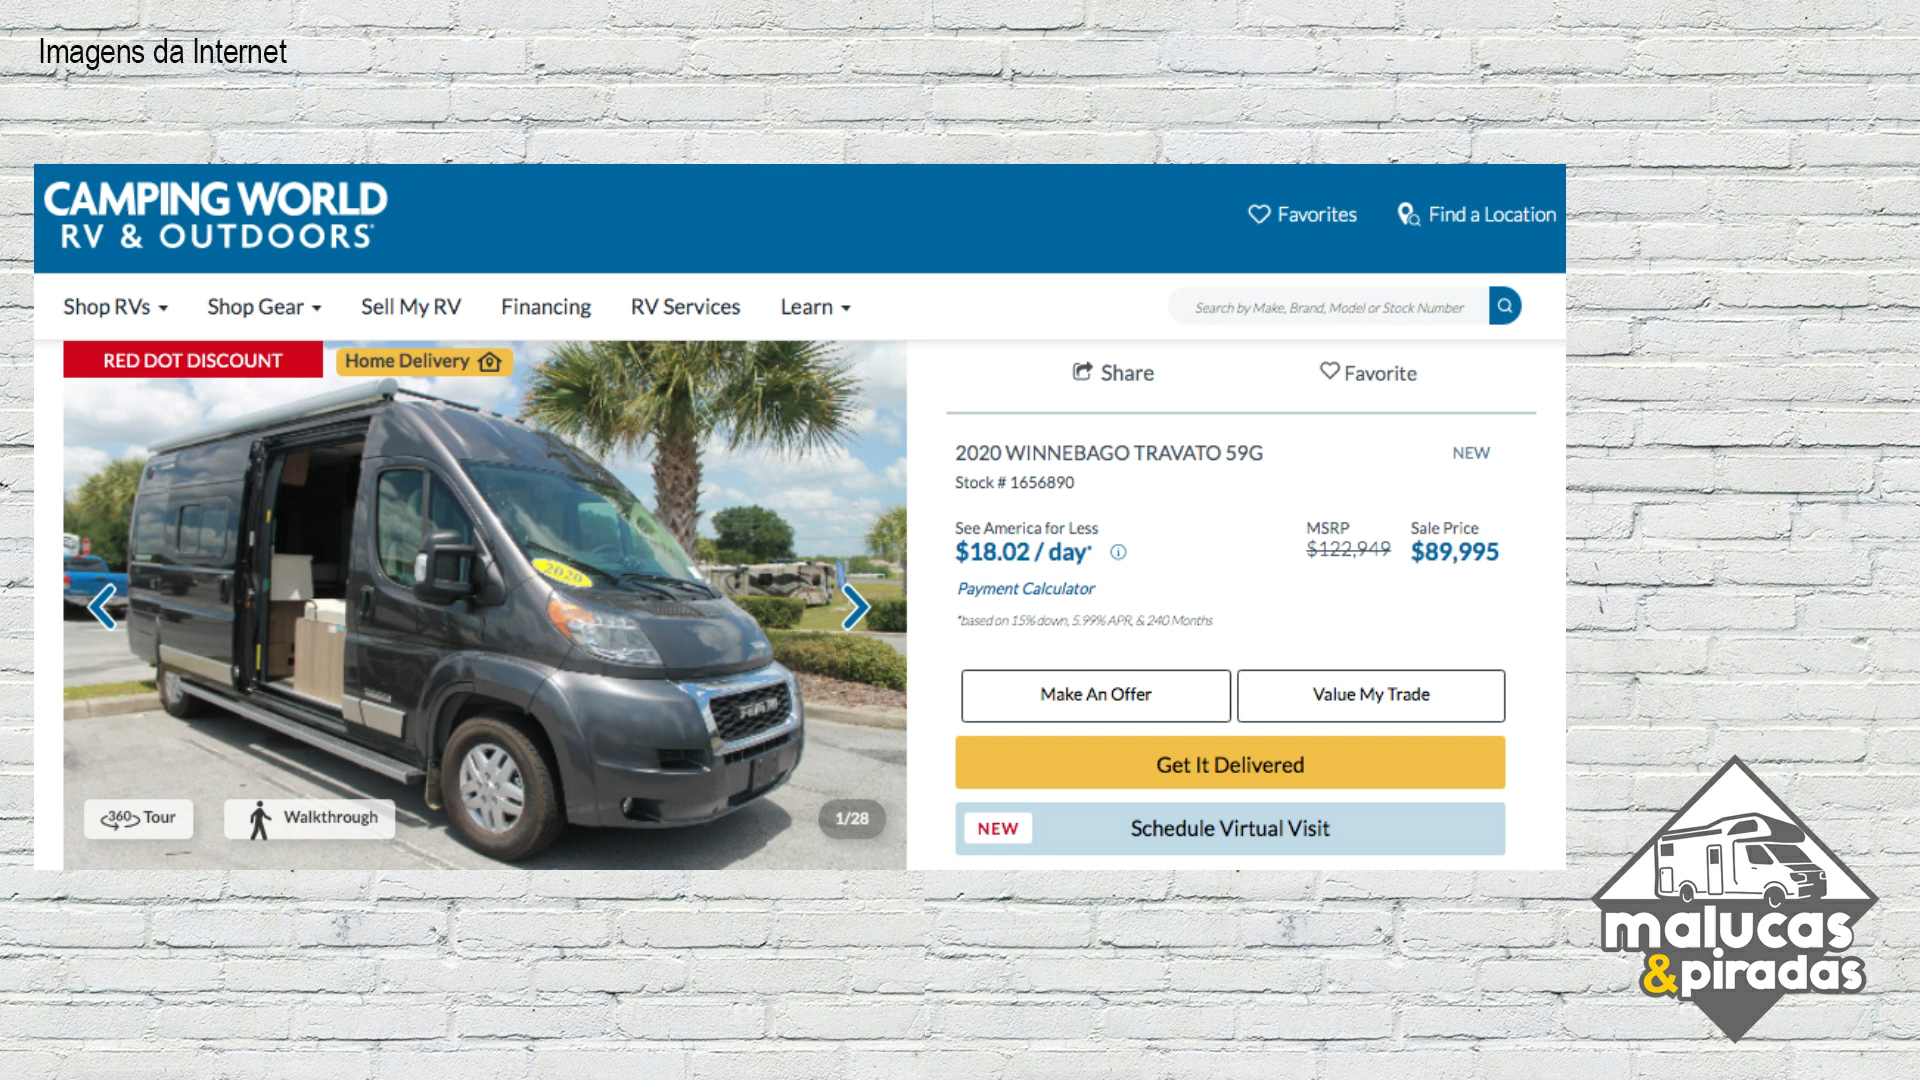 Imagens da Internet
CAMPING WORLD
RV & OUTDOORS
Favorites
Find a Location
Shop RVs
Shop Gear
Sell My RV
Financing
RV Services
Learn
Search by Make, Brand, Model or Stock Number
RED DOT DISCOUNT
Home Delivery
2020
RAM
360 Tour
Walkthrough
1/28
Share
Favorite
2020 WINNEBAGO TRAVATO 59G
NEW
Stock # 1656890
See America for Less
$18.02 / day*
MSRP
$122,949
Sale Price
$89,995
Payment Calculator
*based on 15% down, 5.99% APR, & 240 Months
Make An Offer
Value My Trade
Get It Delivered
NEW
Schedule Virtual Visit
malucas
&piradas